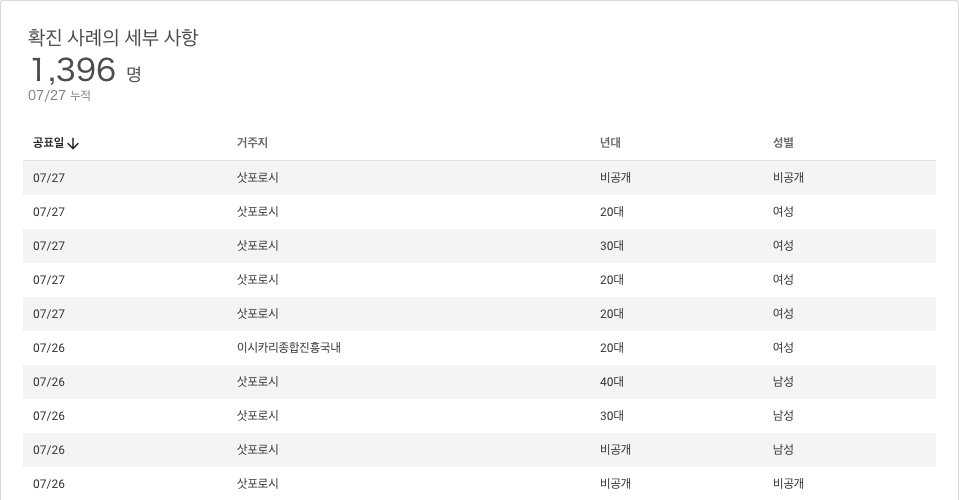 확진 사례의 세부 사항
1,396 명
07/27 누적
공표일 거주지 년대 성별
07/27 삿포로시 비공개 비공개
07/27 삿포로시 20대 여성
07/27 삿포로시 30대 여성
07/27 삿포로시 20대 여성
07/27 삿포로시 20대 여성
07/26 이시카리종합진흥국내 20대 여성
07/26 삿포로시 40대 남성
07/26 삿포로시 30대 남성
07/26 삿포로시 비공개 남성
07/26 삿포로시 비공개 비공개